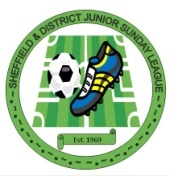 ~ SHEFFIELD & DISTRICT JUNIOR SUNDAY LEAGUE ~
Est. 1969